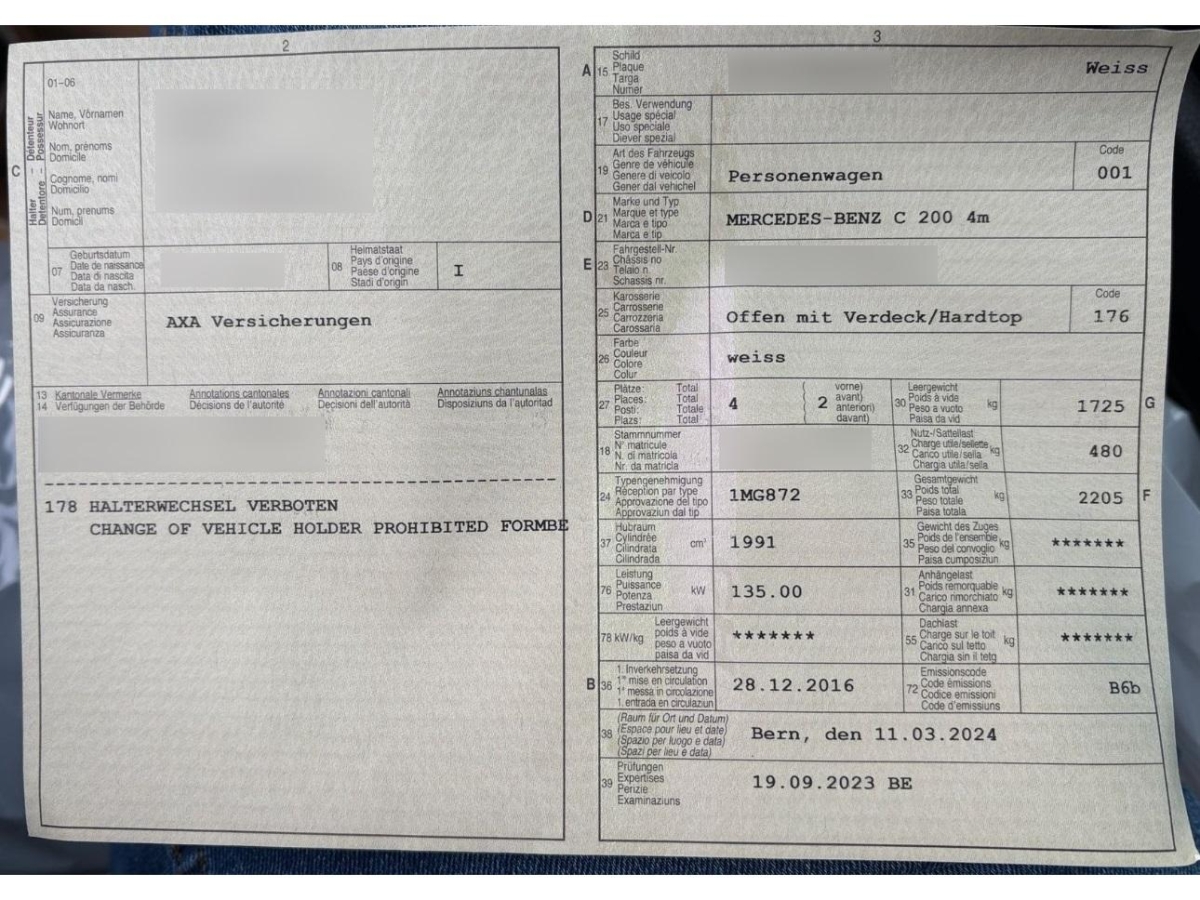 2
01-06
Halter - Détenteur
Detentore - Possessur
C
Name, Vörnamen
Wohnort
Nom, prénoms
Domicile
Cognome, nomi
Domicilio
Num, prenums
Domicil
07
Geburtsdatum
Date de naissance
Data di nascita
Data da nasch.
08
Heimatstaat
Pays d'origine
Paese d'origine
Stadi d'origin
I
09
Versicherung
Assurance
Assicurazione
Assicuranza
AXA Versicherungen
13 Kantonale Vermerke Annotations cantonales Annotazioni cantonali Annotaziuns chantunalas
14 Verfügungen der Behörde Décisions de l'autorité Decisioni dell'autorità Disposiziuns da l'autoritad
178 HALTERWECHSEL VERBOTEN
CHANGE OF VEHICLE HOLDER PROHIBITED FORMBE
3
A 15
Schild
Plaque
Targa
Numer
Weiss
17
Bes. Verwendung
Usage spécial
Uso speciale
Diever spezial
19
Art des Fahrzeugs
Genre de véhicule
Genere di veicolo
Gener dal vehichel
Personenwagen
Code
001
D 21
Marke und Typ
Marque et type
Marca e tipo
Marca e tip
MERCEDES-BENZ C 200 4m
E 23
Fahrgestell-Nr.
Châssis no
Telaio n.
Schassis nr.
25
Karosserie
Carrosserie
Carrozzeria
Carossaria
Offen mit Verdeck/Hardtop
Code
176
26
Farbe
Couleur
Colore
Colur
weiss
27
Plätze: Total
Places: Total
Posti: Totale
Plazs: Total
4
( vorne)
avant)
anterion)
( davant)
2
30
Leergewicht
Poids à vide
Peso a vuoto
Paisa da vid
kg
1725
G
18
Stammnummer
N° matricule
N. di matricola
Nr. da matricla
32
Nutz-/Sattellast
Charge utile/sellette
Carico utile/sella
Chargia utila/sella
kg
480
24
Typengenehmigung
Réception par type
Approvazione del tipo
Approvaziun dal tip
1MG872
33
Gesamtgewicht
Poids total
Peso totale
Paisa totala
kg
2205
F
37
Hubraum
Cylindrée
Cilindrata
Cilindrada
cm³
1991
35
Gewicht des Zuges
Poids de l'ensemble
Peso del convoglio
Paisa cumposiziun
kg
*******
76
Leistung
Puissance
Potenza
Prestaziun
kW
135.00
31
Anhängelast
Poids remorquable
Carico rimorchiato
Chargia annexa
kg
*******
78 kW/kg
Leergewicht
poids à vide
peso a vuoto
paisa da vid
*******
55
Dachlast
Charge sur le toit
Carico sul tetto
Chargia sin il tetg
kg
*******
B 36
1. Inverkehrsetzung
1re mise en circulation
1a messa in circolazione
1. entrada en circulaziun
28.12.2016
72
Emissionscode
Code émissions
Codice emissioni
Code d'emissiuns
B6b
38
(Raum für Ort und Datum)
(Espace pour lieu et date)
(Spazio per luogo e data)
(Spazi per lieu e data)
Bern, den 11.03.2024
39
Prüfungen
Expertises
Perizie
Examinaziuns
19.09.2023 BE